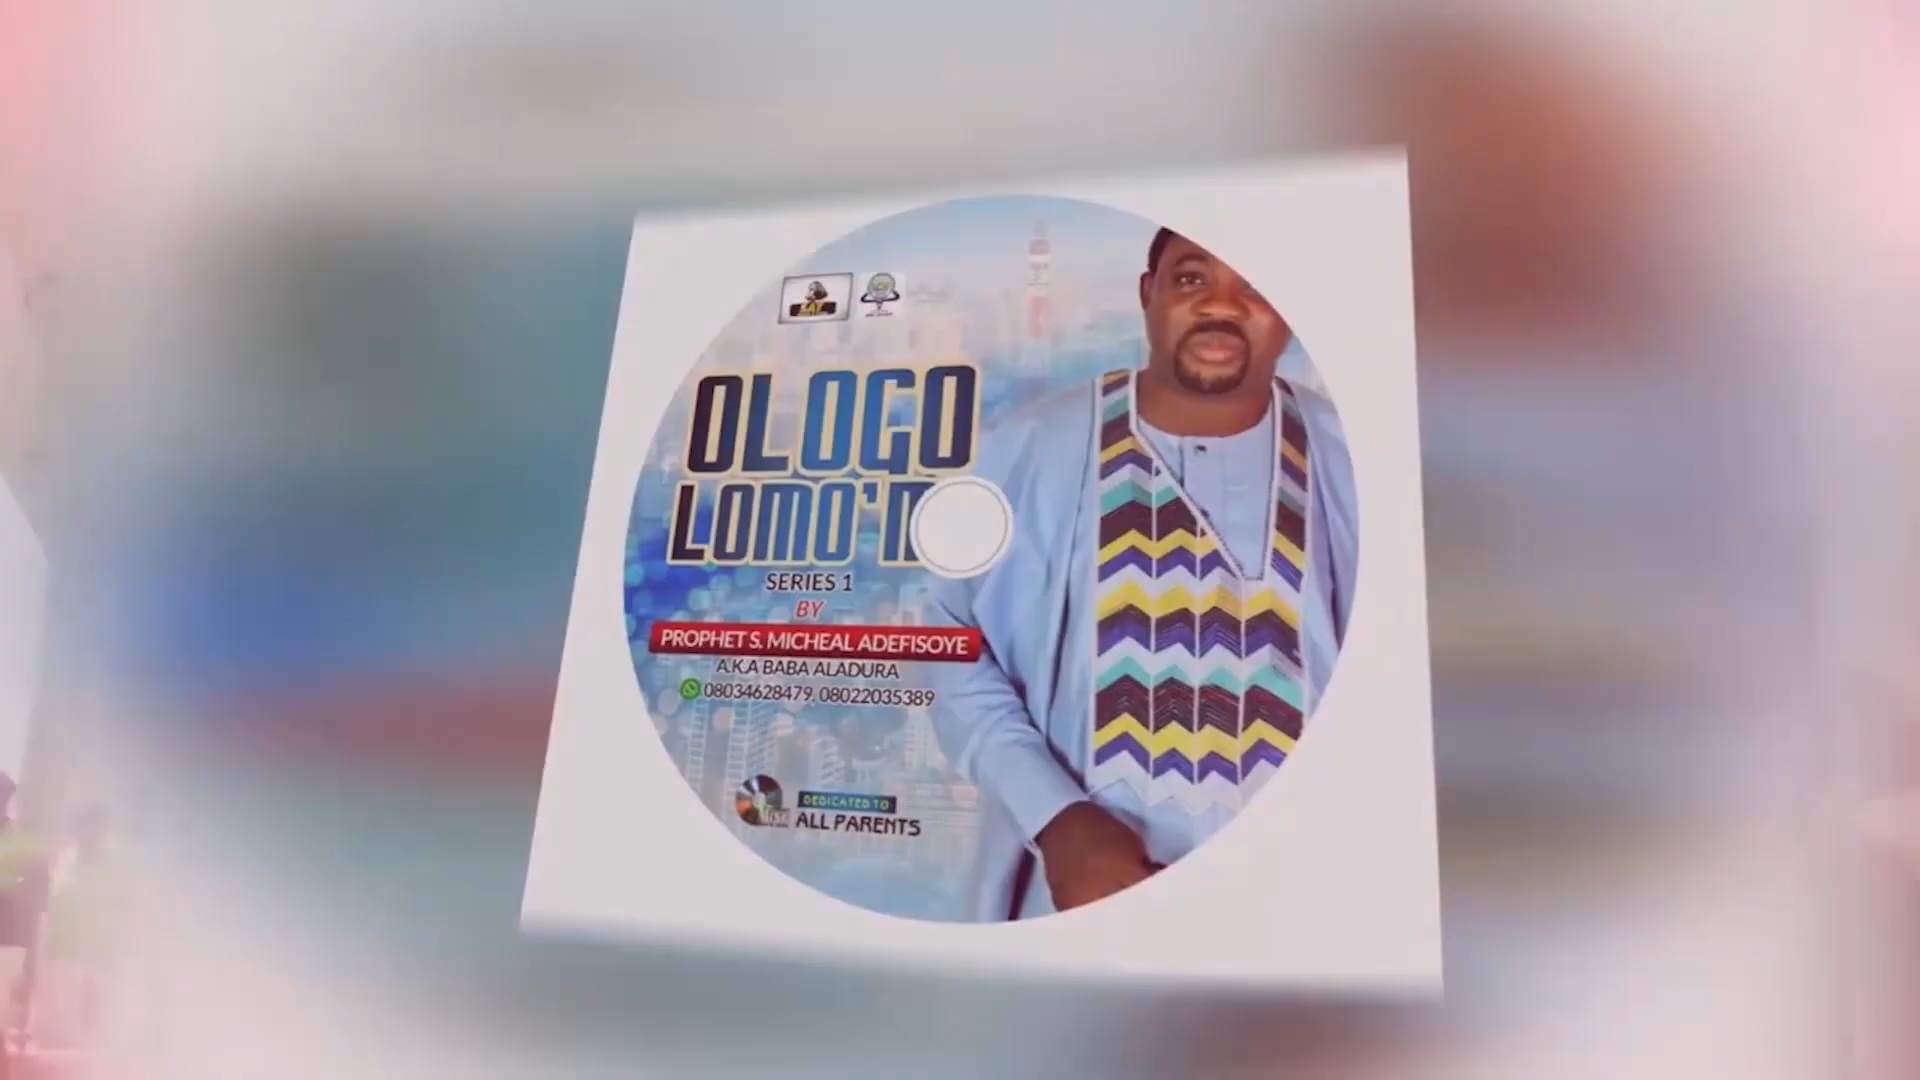 OLOGO
LOMO'N
SERIES 1
BY
PROPHET S. MICHEAL ADEFISOYE
A.K.A BABA ALADURA
08034628479, 08022035389
DEDICATED TO
ALL PARENTS